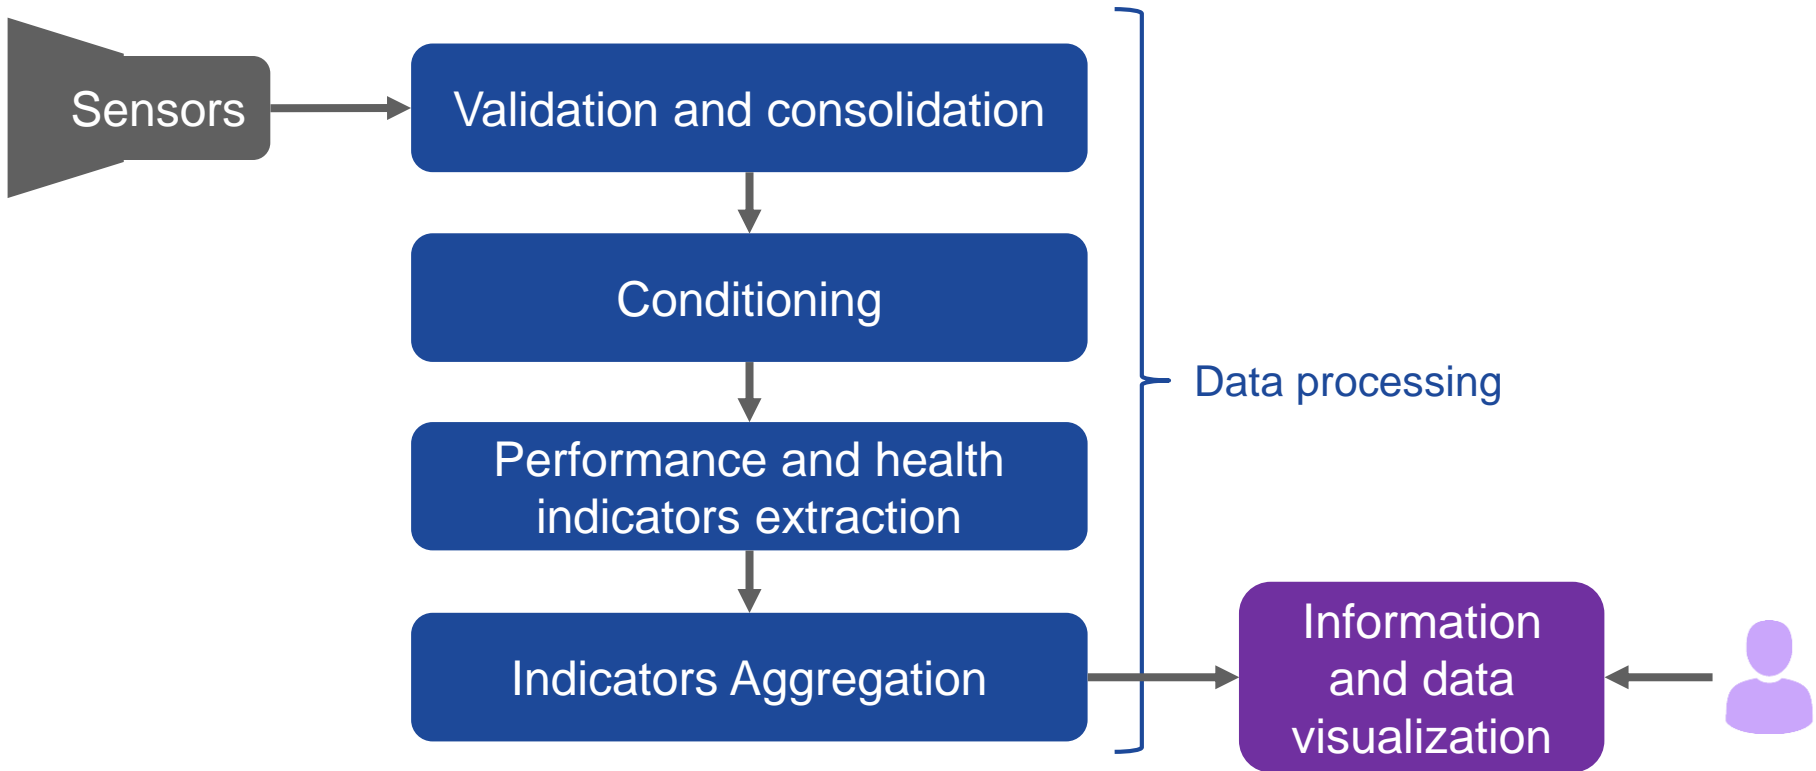 Sensors
Validation and consolidation
Conditioning
Performance and health
indicators extraction
Indicators Aggregation
Data processing
Information
and data
visualization